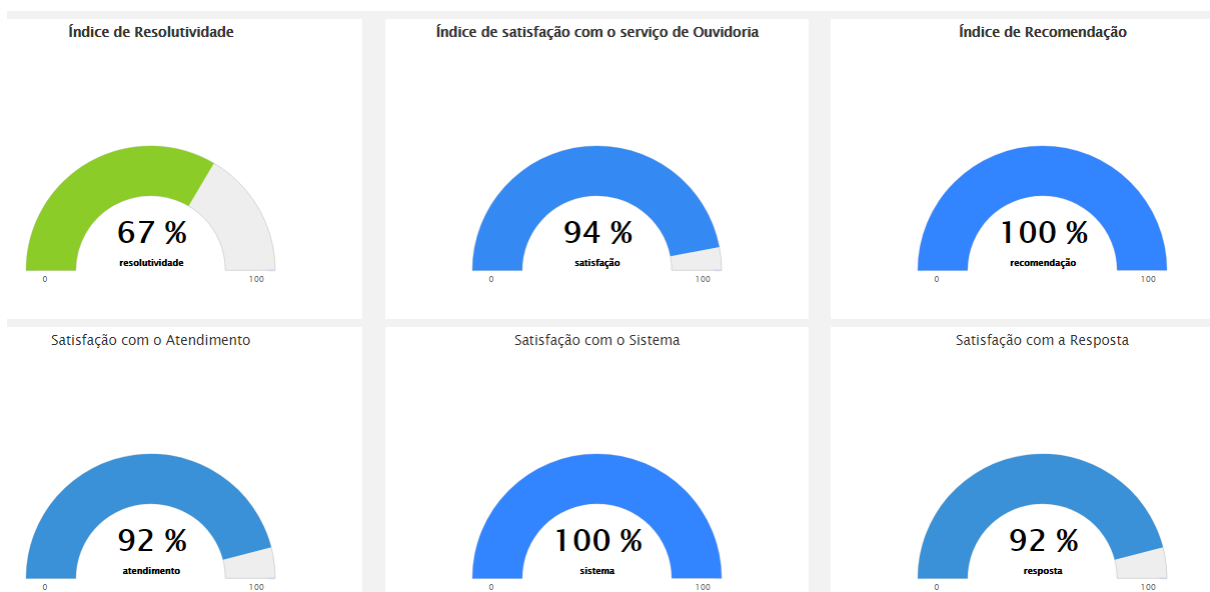 Índice de Resolutividade
67 %
resolutividade
0
100
Índice de satisfação com o serviço de Ouvidoria
94 %
satisfação
0
100
Índice de Recomendação
100 %
recomendação
0
100
Satisfação com o Atendimento
92 %
atendimento
0
100
Satisfação com o Sistema
100 %
sistema
0
100
Satisfação com a Resposta
92 %
resposta
0
100